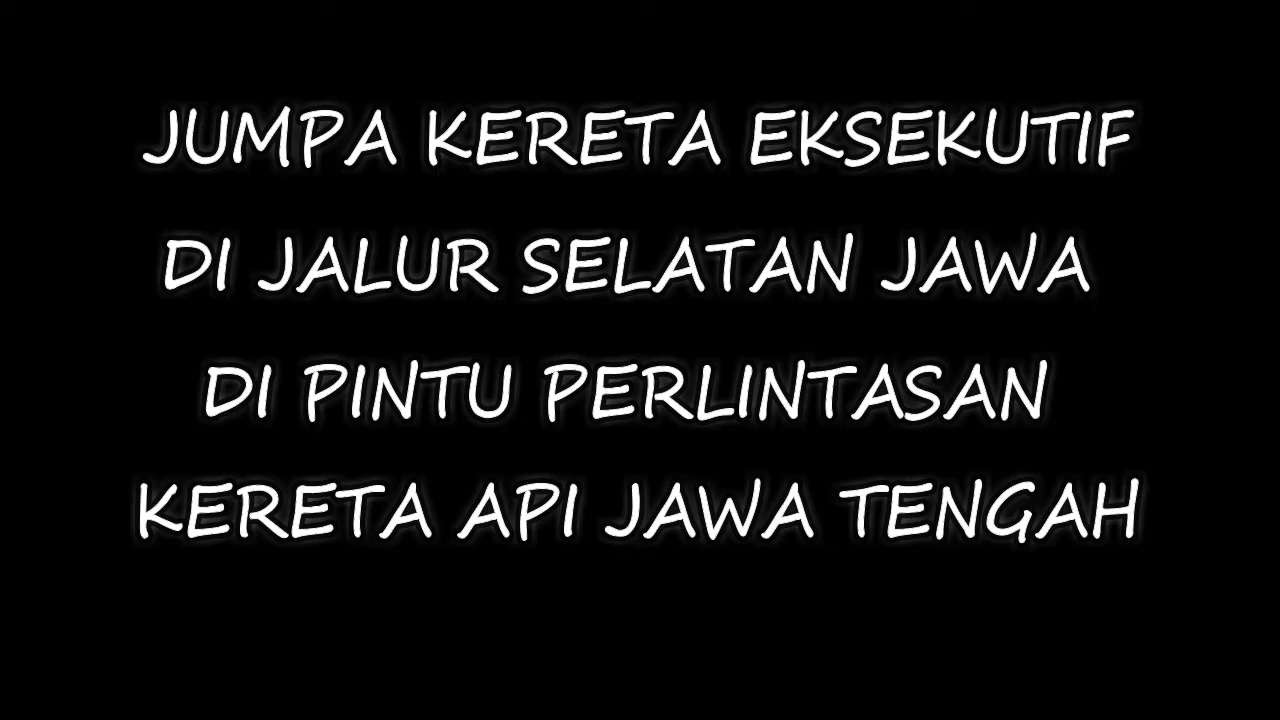 JUMPA KERETA EKSEKUTIF
DI JALUR SELATAN JAWA
DI PINTU PERLINTASAN
KERETA API JAWA TENGAH